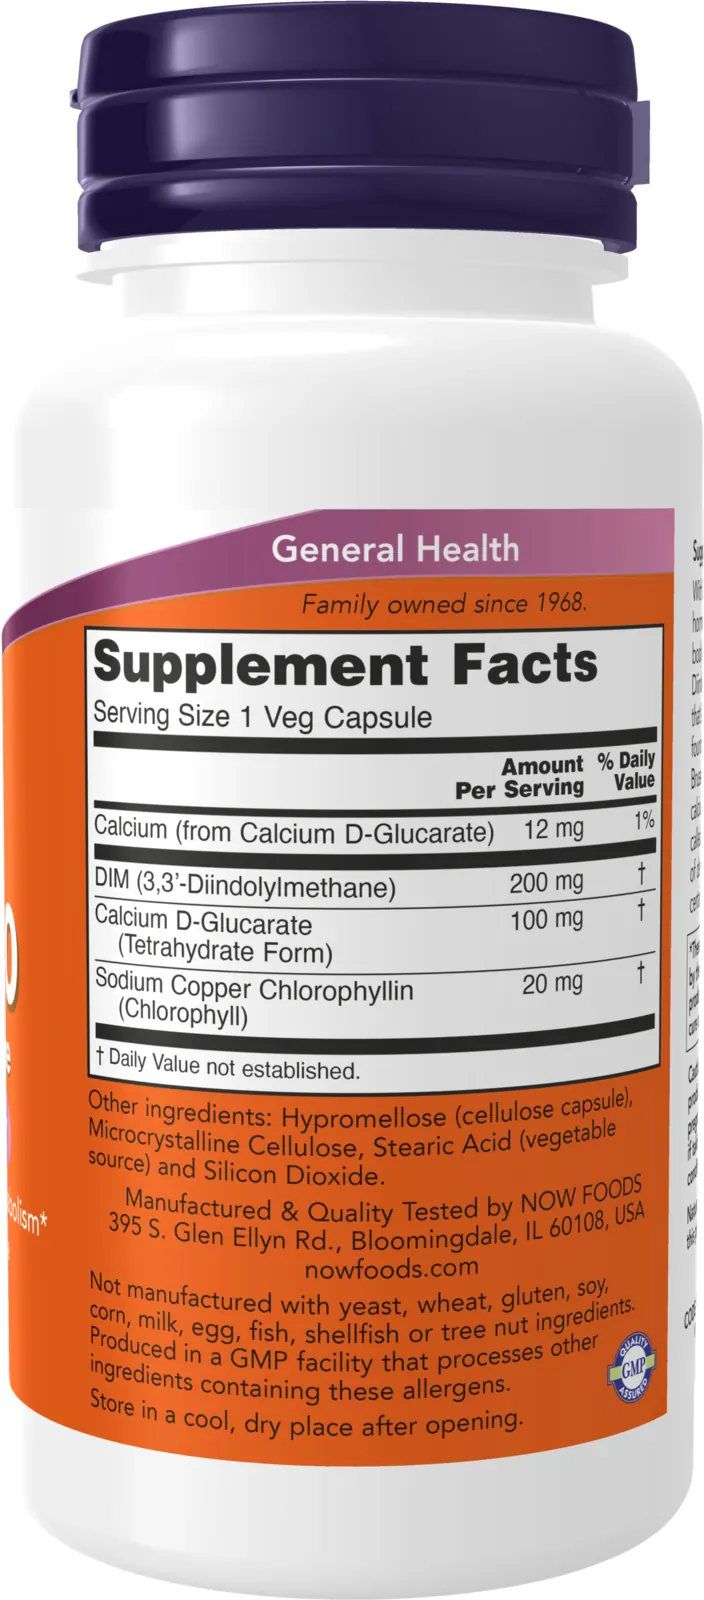 General Health
Family owned since 1968.
Supplement Facts
Serving Size 1 Veg Capsule
Amount Per Serving % Daily Value
Calcium (from Calcium D-Glucarate) 12 mg 1%
DIM (3,3'-Diindolylmethane) 200 mg †
Calcium D-Glucarate 100 mg †
(Tetrahydrate Form)
Sodium Copper Chlorophyllin 20 mg †
(Chlorophyll)
† Daily Value not established.
Other ingredients: Hypromellose (cellulose capsule),
Microcrystalline Cellulose, Stearic Acid (vegetable
source) and Silicon Dioxide.
Manufactured & Quality Tested by NOW FOODS
395 S. Glen Ellyn Rd., Bloomingdale, IL 60108, USA
nowfoods.com
Not manufactured with yeast, wheat, gluten, soy,
corn, milk, egg, fish, shellfish or tree nut ingredients.
Produced in a GMP facility that processes other
ingredients containing these allergens.
Store in a cool, dry place after opening.
QUALITY
GMP
ASSURED